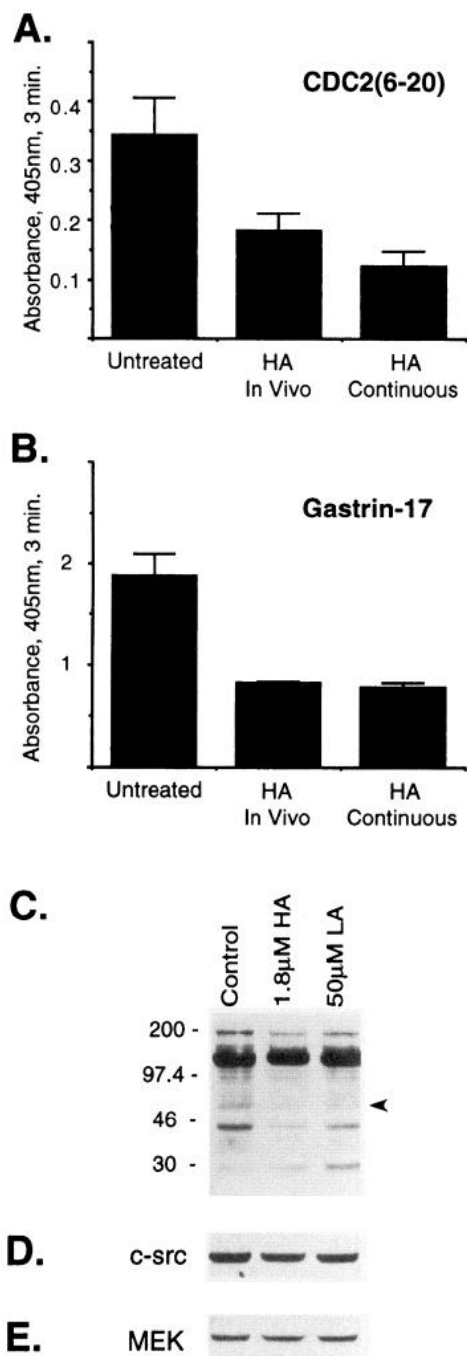 A.
CDC2(6-20)
Absorbance, 405nm, 3 min.
0.4
0.3
0.2
0.1
Untreated
HA In Vivo
HA Continuous
B.
Gastrin-17
Absorbance, 405nm, 3 min.
2
1
Untreated
HA In Vivo
HA Continuous
C.
Control
1.8μM HA
50μM LA
200 -
97.4 -
46 -
30 -
D.
c-src
E.
MEK